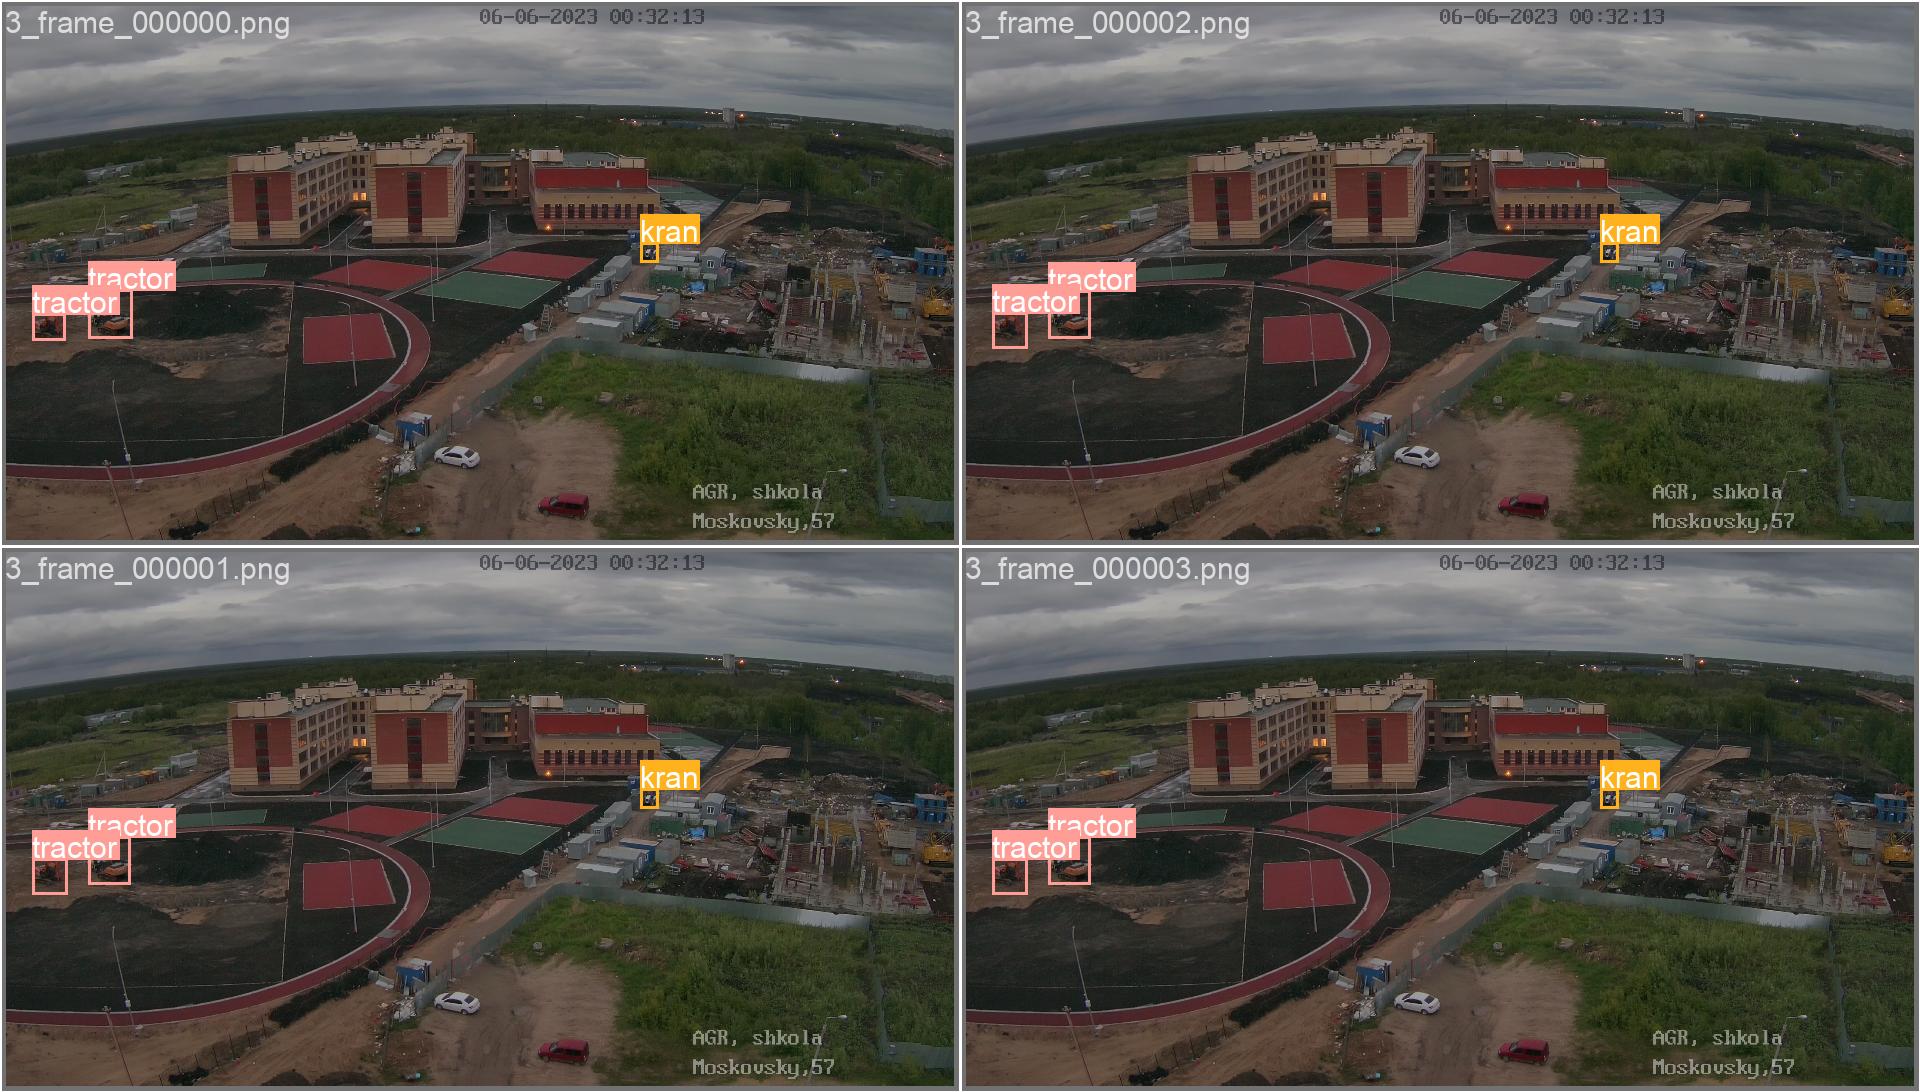 3_frame_000000.png
06-06-2023 00:32:13
kran
tractor
tractor
AGR, shkola
Moskovsky,57
3_frame_000002.png
06-06-2023 00:32:13
kran
tractor
tractor
AGR, shkola
Moskovsky,57
3_frame_000001.png
06-06-2023 00:32:13
kran
tractor
tractor
AGR, shkola
Moskovsky,57
3_frame_000003.png
06-06-2023 00:32:13
kran
tractor
tractor
AGR, shkola
Moskovsky,57